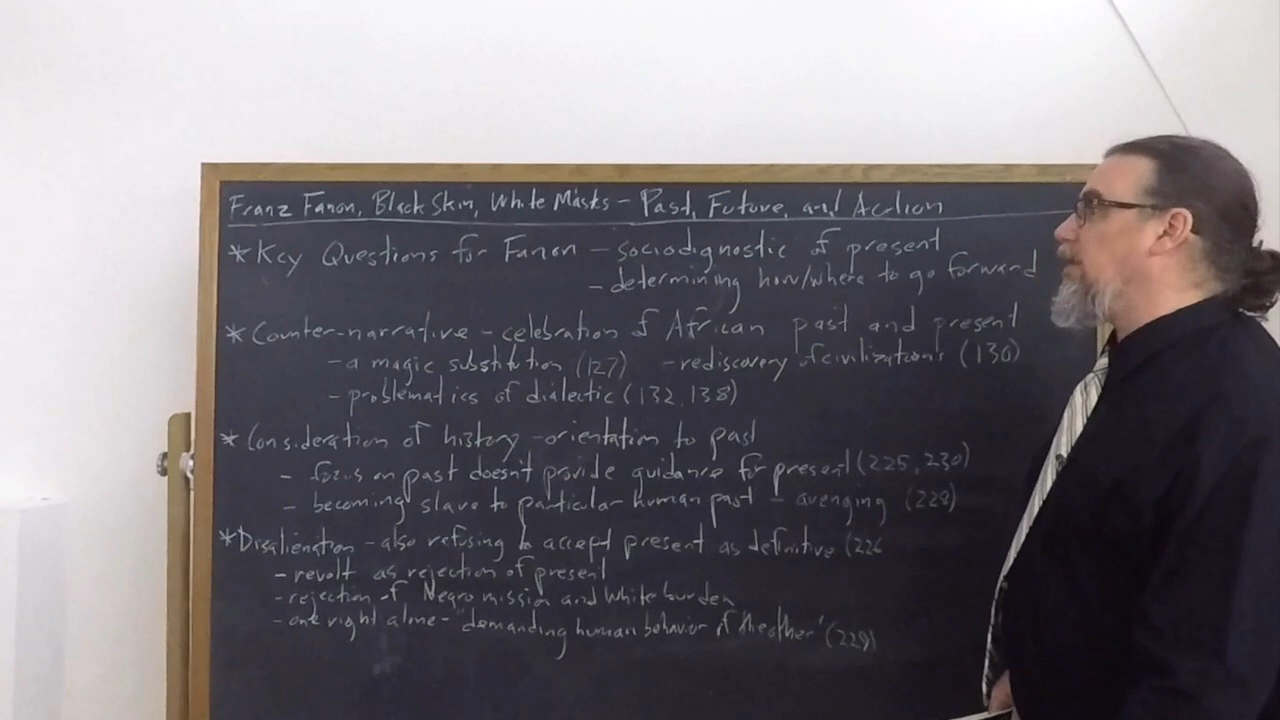 Franz Fanon, Black Skin, White Masks - Past, Future, and Action
* Key Questions for Fanon - sociodignostic of present
- determining how/where to go forward
* Counter-narrative - celebration of African past and present
- a magic substitution (127) - rediscovery of civilizations (130)
- problematics of dialectic (132, 138)
* Consideration of history - orientation to past
- focus on past doesn't provide guidance for present (225, 230)
- becoming slave to particular human past - avenging (228)
* Disalienation - also refusing to accept present as definitive (226
- revolt as rejection of present
- rejection of Negro mission and White burden
- one right alone - "demanding human behavior of the other" (229)